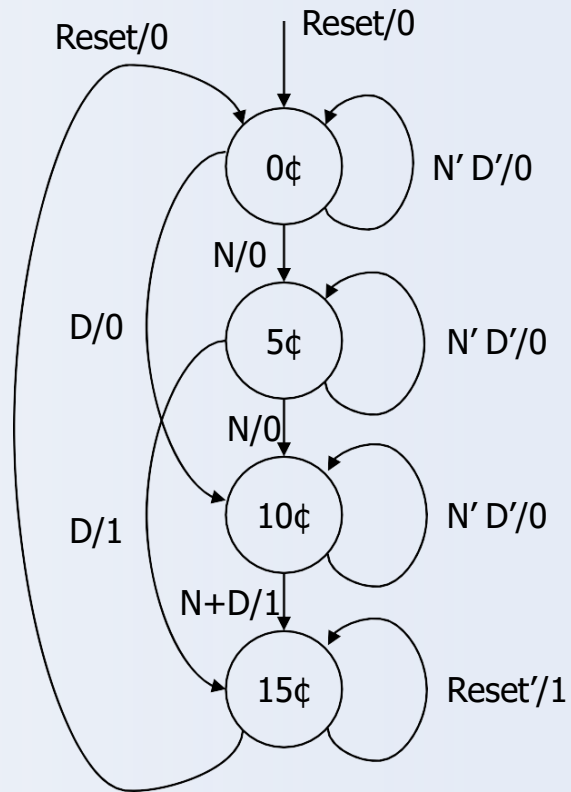 Reset/0
Reset/0
0¢
N’ D’/0
N/0
D/0
5¢
N’ D’/0
N/0
D/1
10¢
N’ D’/0
N+D/1
15¢
Reset’/1